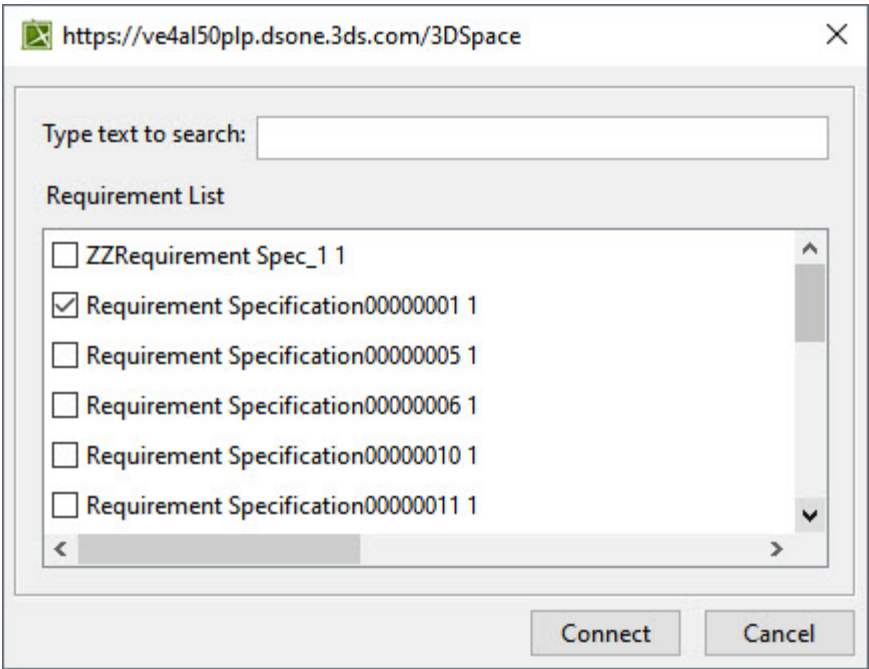 https://ve4al50plp.dsone.3ds.com/3DSpace
Type text to search:
Requirement List
ZZRequirement Spec_1 1
Requirement Specification00000001 1
Requirement Specification00000005 1
Requirement Specification00000006 1
Requirement Specification00000010 1
Requirement Specification00000011 1
Connect Cancel